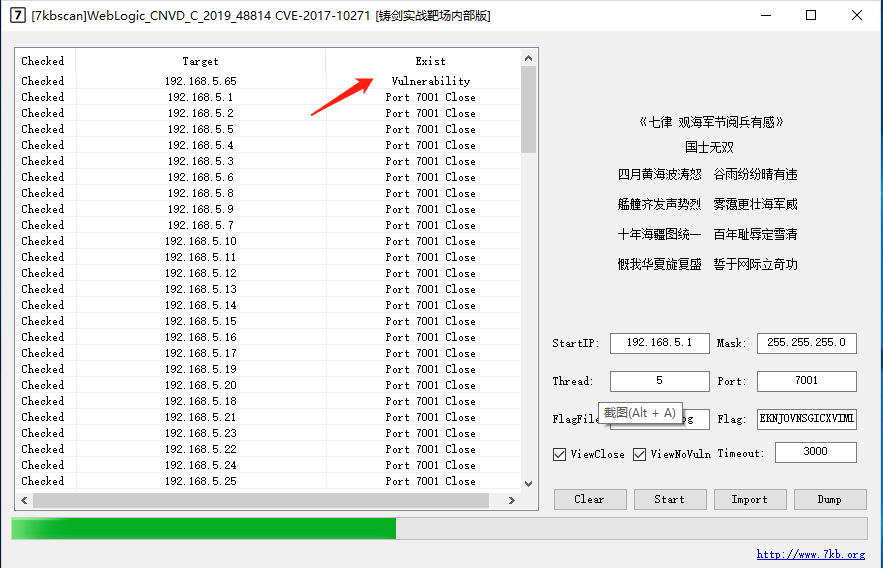 [7kbscan]WebLogic_CNVD_C_2019_48814 CVE-2017-10271 [铸剑实战靶场内部版]
Checked Target Exist
Checked 192.168.5.65 Vulnerability
Checked 192.168.5.1 Port 7001 Close
Checked 192.168.5.2 Port 7001 Close
Checked 192.168.5.5 Port 7001 Close
Checked 192.168.5.4 Port 7001 Close
Checked 192.168.5.3 Port 7001 Close
Checked 192.168.5.6 Port 7001 Close
Checked 192.168.5.8 Port 7001 Close
Checked 192.168.5.9 Port 7001 Close
Checked 192.168.5.7 Port 7001 Close
Checked 192.168.5.10 Port 7001 Close
Checked 192.168.5.11 Port 7001 Close
Checked 192.168.5.12 Port 7001 Close
Checked 192.168.5.13 Port 7001 Close
Checked 192.168.5.14 Port 7001 Close
Checked 192.168.5.15 Port 7001 Close
Checked 192.168.5.16 Port 7001 Close
Checked 192.168.5.17 Port 7001 Close
Checked 192.168.5.19 Port 7001 Close
Checked 192.168.5.20 Port 7001 Close
Checked 192.168.5.18 Port 7001 Close
Checked 192.168.5.21 Port 7001 Close
Checked 192.168.5.23 Port 7001 Close
Checked 192.168.5.22 Port 7001 Close
Checked 192.168.5.24 Port 7001 Close
Checked 192.168.5.25 Port 7001 Close
《七律 观海军节阅兵有感》
国士无双
四月黄海波涛怒 谷雨纷纷晴有违
艦艟齐发声势烈 雾霭更壮海军威
十年海疆图统一 百年耻辱定雪清
慨我华夏旋复盛 誓于网际立奇功
StartIP: 192.168.5.1 Mask: 255.255.255.0
Thread: 5 Port: 7001
FlagFile Flag: EKNJOVNSGICXVIML
截图(Alt + A)
ViewClose ViewNoVuln Timeout: 3000
Clear Start Import Dump
http://www.7kb.org